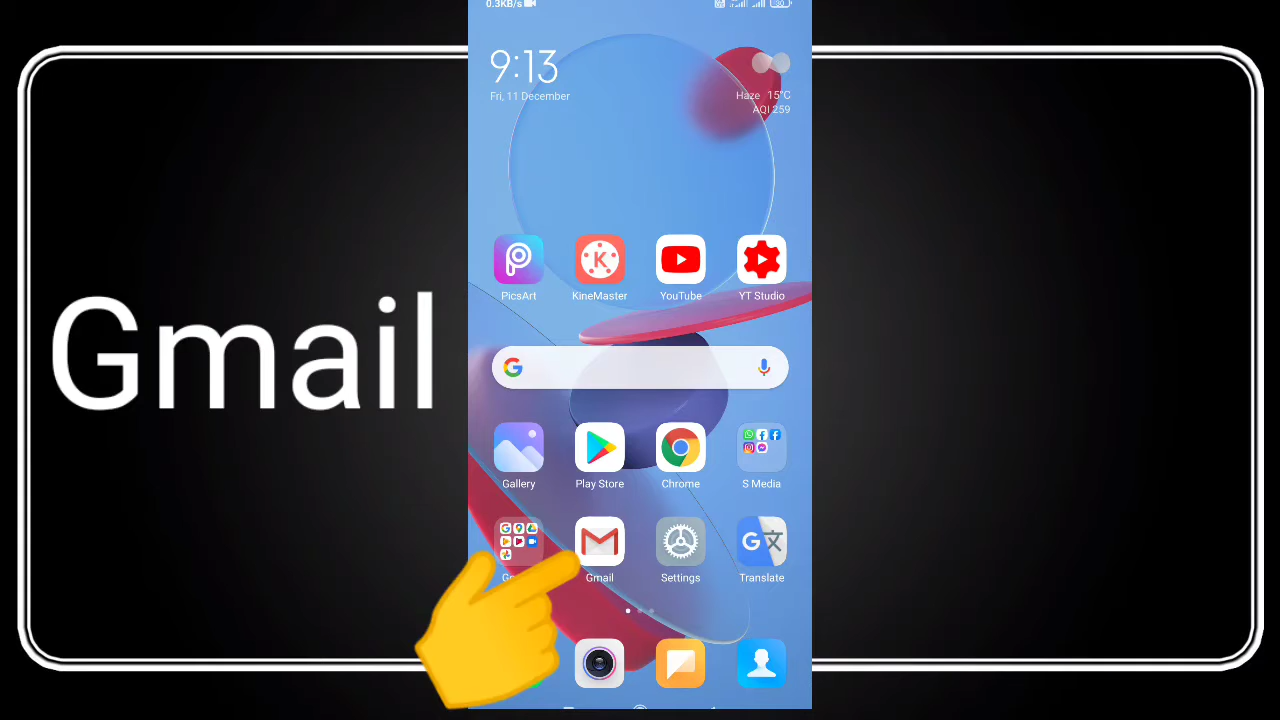 0.3KB/s
9:13
Fri, 11 December
Haze 15°C
AQI 259
PicsArt KineMaster YouTube YT Studio
Gmail
Gallery Play Store Chrome S Media
Gmail Settings Translate